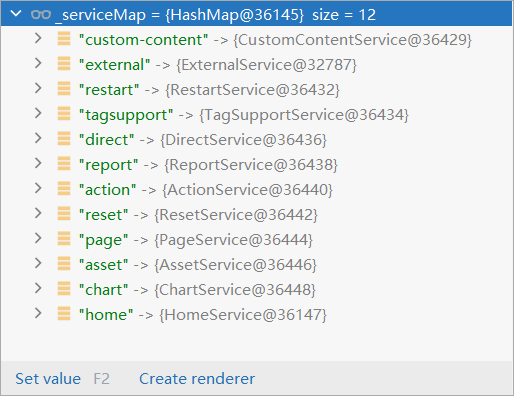 _serviceMap = {HashMap@36145} size = 12
"custom-content" -> {CustomContentService@36429}
"external" -> {ExternalService@32787}
"restart" -> {RestartService@36432}
"tagsupport" -> {TagSupportService@36434}
"direct" -> {DirectService@36436}
"report" -> {ReportService@36438}
"action" -> {ActionService@36440}
"reset" -> {ResetService@36442}
"page" -> {PageService@36444}
"asset" -> {AssetService@36446}
"chart" -> {ChartService@36448}
"home" -> {HomeService@36147}
Set value F2 Create renderer